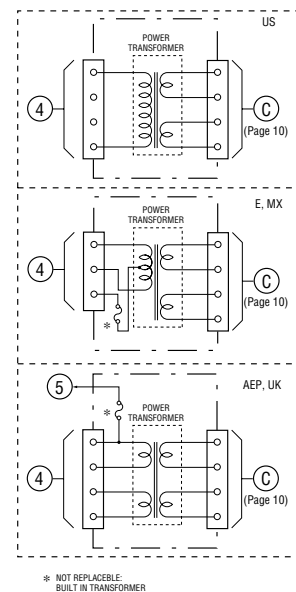 US
POWER
TRANSFORMER
4
C
(Page 10)
E, MX
POWER
TRANSFORMER
4
C
(Page 10)
*
AEP, UK
5
*
POWER
TRANSFORMER
4
C
(Page 10)
* NOT REPLACEBLE:
BUILT IN TRANSFORMER